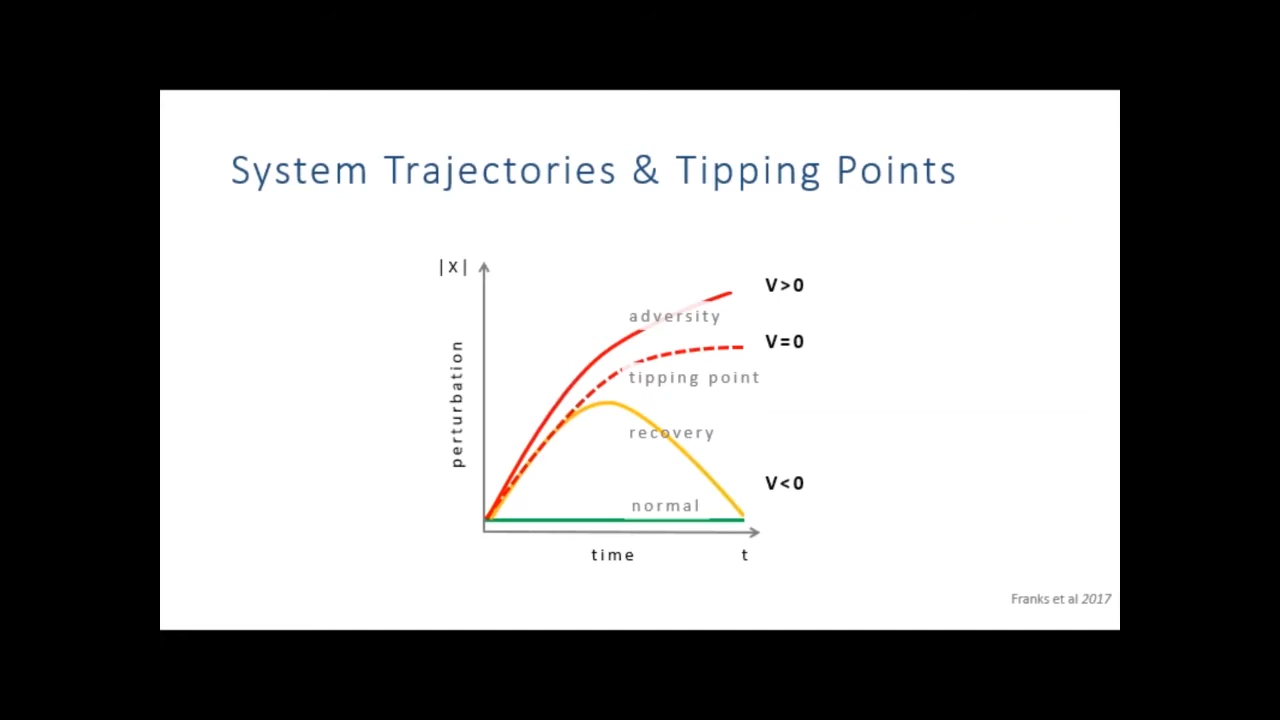 System Trajectories & Tipping Points
|x|
V>0
adversity
V=0
tipping point
perturbation
recovery
V<0
normal
time
t
Franks et al 2017